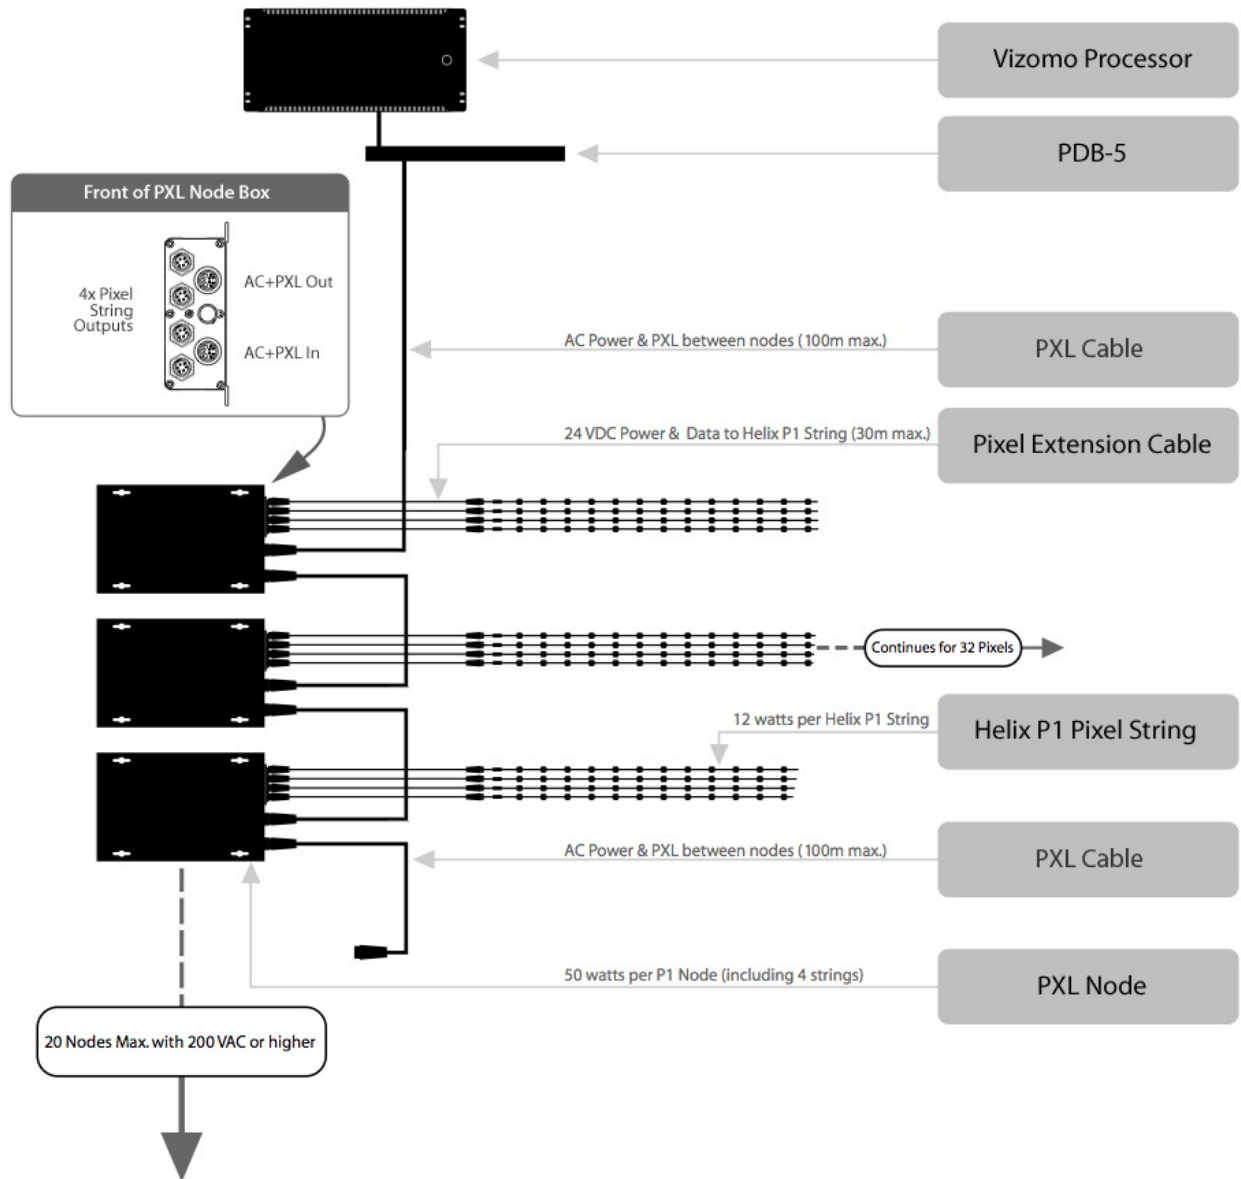 Vizomo Processor
PDB-5
Front of PXL Node Box
4x Pixel
String
Outputs
AC+PXL Out
AC+PXL In
AC Power & PXL between nodes (100m max.)
PXL Cable
24 VDC Power & Data to Helix P1 String (30m max.)
Pixel Extension Cable
Continues for 32 Pixels
12 watts per Helix P1 String
Helix P1 Pixel String
AC Power & PXL between nodes (100m max.)
PXL Cable
50 watts per P1 Node (including 4 strings)
PXL Node
20 Nodes Max. with 200 VAC or higher